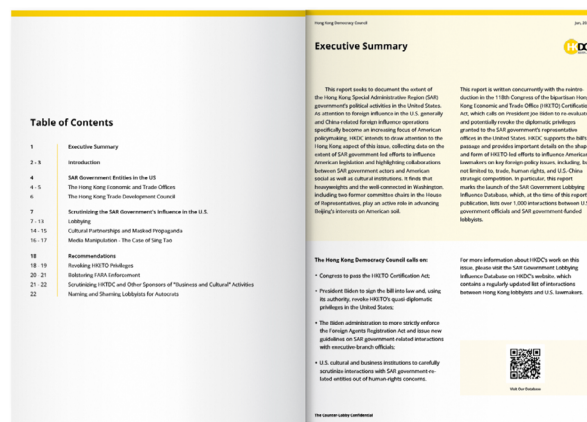 Table of Contents
1 Executive Summary
2 - 3 Introduction
4 SAR Government Entities in the US
4 - 5 The Hong Kong Economic and Trade Offices
6 The Hong Kong Trade Development Council
7 Scrutinizing the SAR Government's Influence in the U.S.
7 - 13 Lobbying
14 - 15 Cultural Partnerships and Masked Propaganda
16 - 17 Media Manipulation - The Case of Sing Tao
18 Recommendations
18 - 19 Revoking HKETO Privileges
20 - 21 Bolstering FARA Enforcement
21 - 22 Scrutinizing HKTDC and Other Sponsors of "Business and Cultural" Activities
22 Naming and Shaming Lobbyists for Autocrats
Hong Kong Democracy Council
Jan, 20
Executive Summary
HKDC
This report seeks to document the extent of
the Hong Kong Special Administrative Region (SAR)
government's political activities in the United States.
As attention to foreign influence in the U.S. generally
and China-related foreign influence operations
specifically become an increasing focus of American
policymaking, HKDC intends to draw attention to the
Hong Kong aspect of this issue, collecting data on the
extent of SAR government led efforts to influence
American legislation and highlighting collaborations
between SAR government actors and American
social as well as cultural institutions. It finds that
heavyweights and the well-connected in Washington,
including two former committee chairs in the House
of Representatives, play an active role in advancing
Beijing's interests on American soil.
This report is written concurrently with the reintro-
duction in the 118th Congress of the bipartisan Hong
Kong Economic and Trade Office (HKETO) Certification
Act, which calls on President Joe Biden to re-evaluate
and potentially revoke the diplomatic privileges
granted to the SAR government's representative
offices in the United States. HKDC supports the bill's
passage and provides important details on the shape
and form of HKETO led efforts to influence American
lawmakers on key foreign policy issues, including, but
not limited to, trade, human rights, and U.S.-China
strategic competition. In particular, this report
marks the launch of the SAR Government Lobbying
Influence Database, which, at the time of this report's
publication, lists over 1,000 interactions between U.S.
government officials and SAR government-funded
lobbyists.
The Hong Kong Democracy Council calls on:
• Congress to pass the HKETO Certification Act;
• President Biden to sign the bill into law and, using
its authority, revoke HKETO's quasi-diplomatic
privileges in the United States;
• The Biden administration to more strictly enforce
the Foreign Agents Registration Act and issue new
guidelines on SAR government-related interactions
with executive-branch officials;
• U.S. cultural and business institutions to carefully
scrutinize interactions with SAR government-re-
lated entities out of human-rights concerns.
For more information about HKDC's work on this
issue, please visit the SAR Government Lobbying
Influence Database on HKDC's website, which
contains a regularly updated list of interactions
between Hong Kong lobbyists and U.S. lawmakers.
Visit Our Database
The Counter-Lobby Confidential